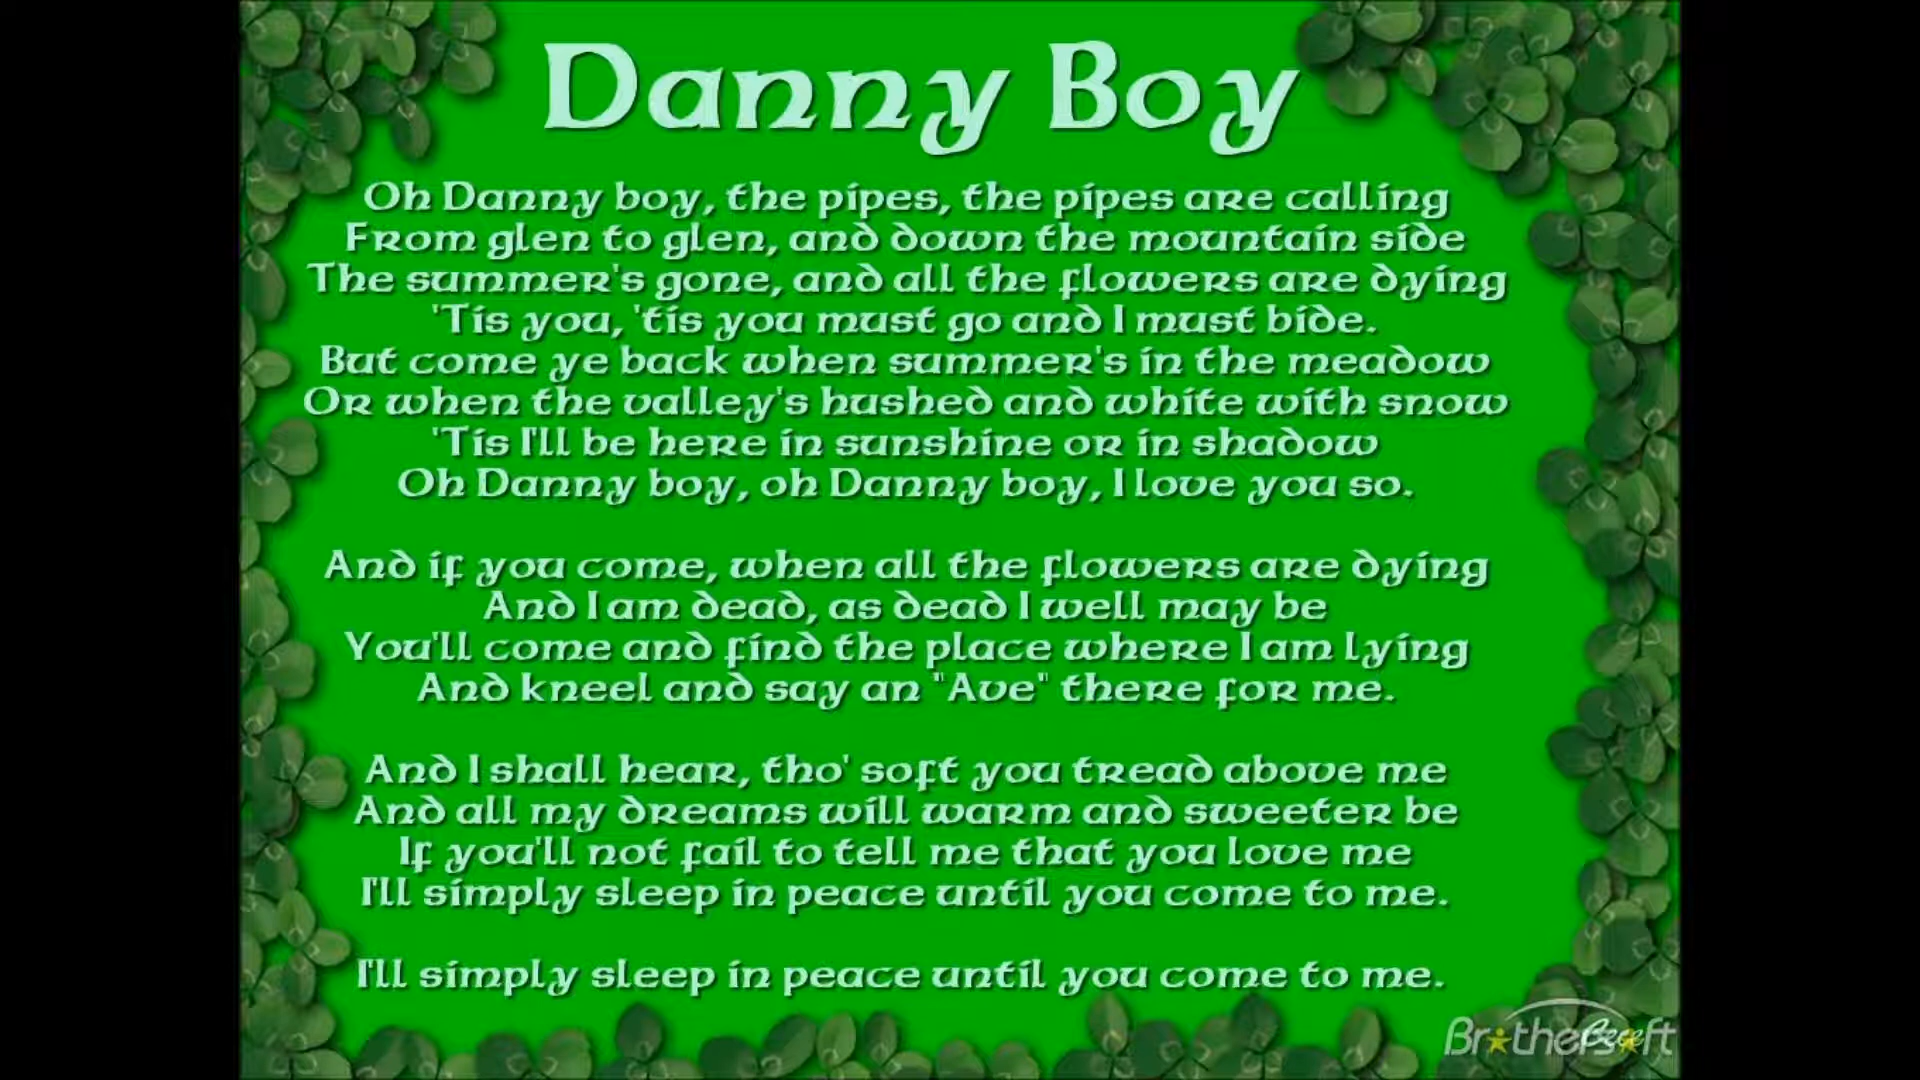 Danny Boy
Oh Danny boy, the pipes, the pipes are calling
From glen to glen, and down the mountain side
The summer's gone, and all the flowers are dying
'Tis you, 'tis you must go and I must bide.
But come ye back when summer's in the meadow
Or when the valley's hushed and white with snow
'Tis I'll be here in sunshine or in shadow
Oh Danny boy, oh Danny boy, I love you so.
And if you come, when all the flowers are dying
And I am dead, as dead I well may be
You'll come and find the place where I am lying
And kneel and say an "Ave" there for me.
And I shall hear, tho' soft you tread above me
And all my dreams will warm and sweeter be
If you'll not fail to tell me that you love me
I'll simply sleep in peace until you come to me.
I'll simply sleep in peace until you come to me.
Brothersoft